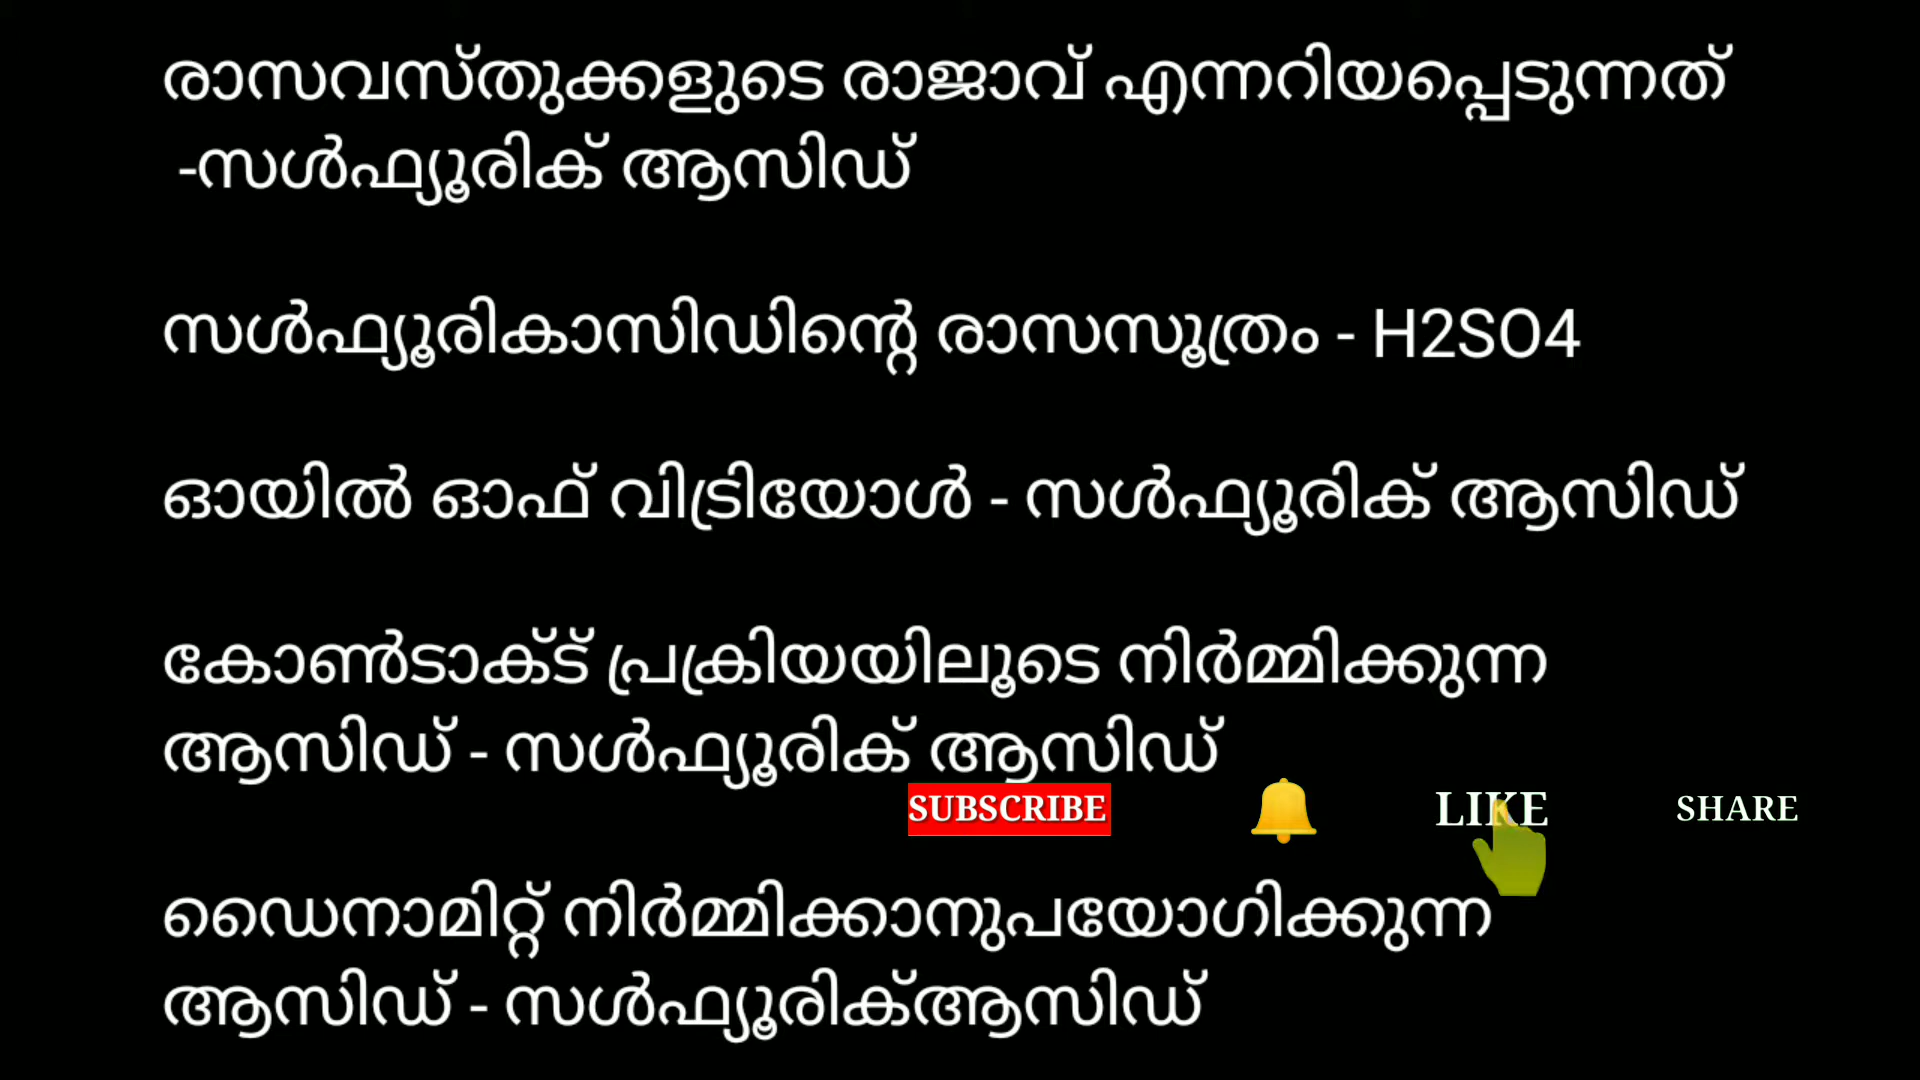 രാസവസ്തുക്കളുടെ രാജാവ് എന്നറിയപ്പെടുന്നത്
-സൾഫ്യൂരിക് ആസിഡ്
സൾഫ്യൂരികാസിഡിന്റെ രാസസൂത്രം - H2SO4
ഓയിൽ ഓഫ് വിട്രിയോൾ - സൾഫ്യൂരിക് ആസിഡ്
കോൺടാക്ട് പ്രക്രിയയിലൂടെ നിർമ്മിക്കുന്ന
ആസിഡ് - സൾഫ്യൂരിക് ആസിഡ്
SUBSCRIBE LIKE SHARE
ഡൈനാമിറ്റ് നിർമ്മിക്കാനുപയോഗിക്കുന്ന
ആസിഡ് - സൾഫ്യൂരിക്ആസിഡ്